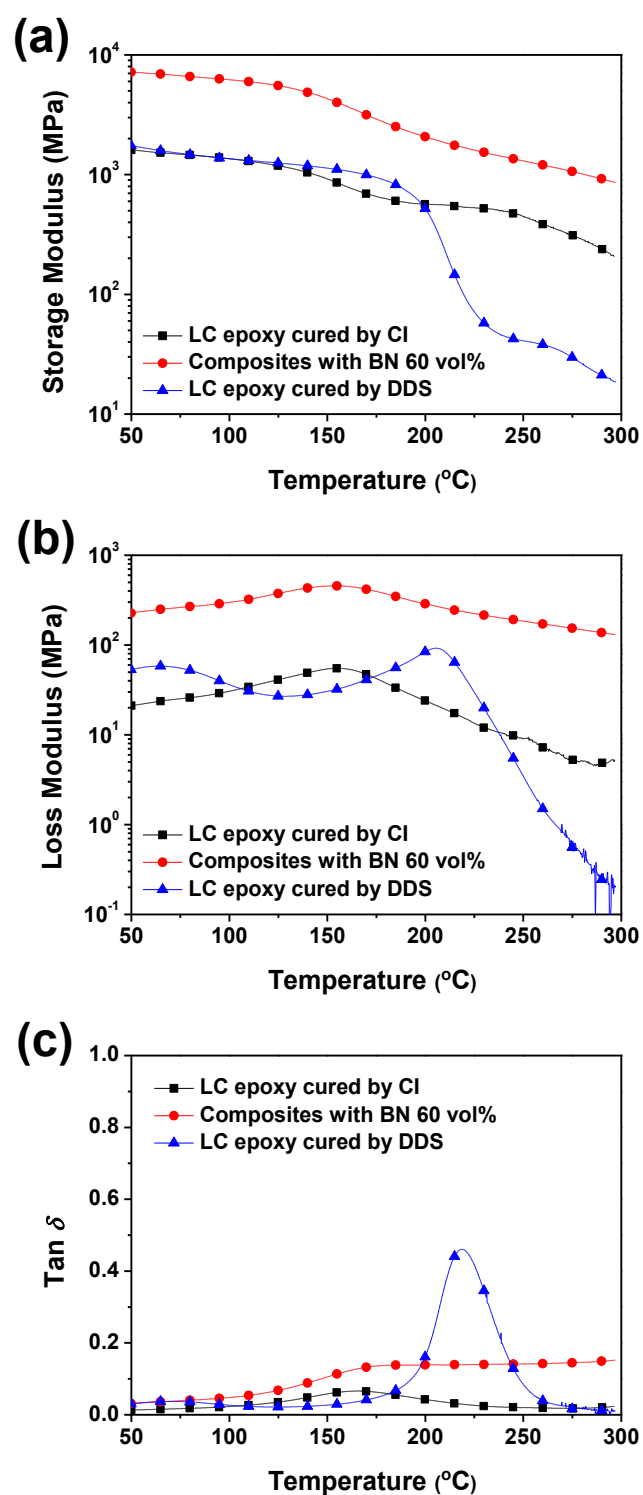 (a)
10⁴
10³
10²
10¹
Storage Modulus (MPa)
LC epoxy cured by CI
Composites with BN 60 vol%
LC epoxy cured by DDS
50 100 150 200 250 300
Temperature (ºC)
(b)
10³
10²
10¹
10⁰
10⁻¹
Loss Modulus (MPa)
LC epoxy cured by CI
Composites with BN 60 vol%
LC epoxy cured by DDS
50 100 150 200 250 300
Temperature (ºC)
(c)
1.0
0.8
0.6
0.4
0.2
0.0
Tan δ
LC epoxy cured by CI
Composites with BN 60 vol%
LC epoxy cured by DDS
50 100 150 200 250 300
Temperature (ºC)